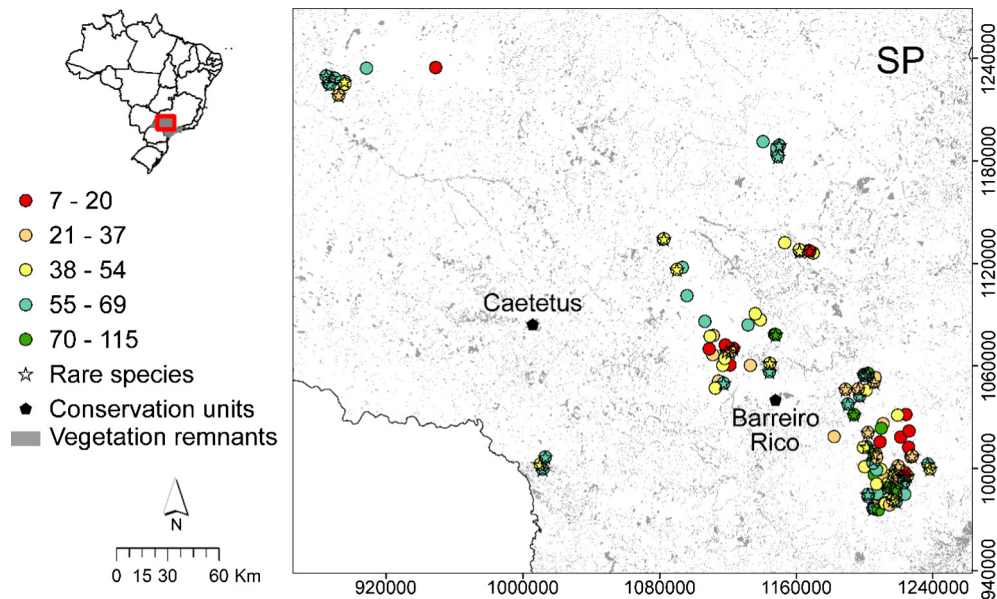 SP
7 - 20
21 - 37
38 - 54
55 - 69
70 - 115
Rare species
Conservation units
Vegetation remnants
N
0 15 30 60 Km
Caetetus
Barreiro
Rico
1240000
1180000
1120000
1060000
1000000
940000
920000 1000000 1080000 1160000 1240000